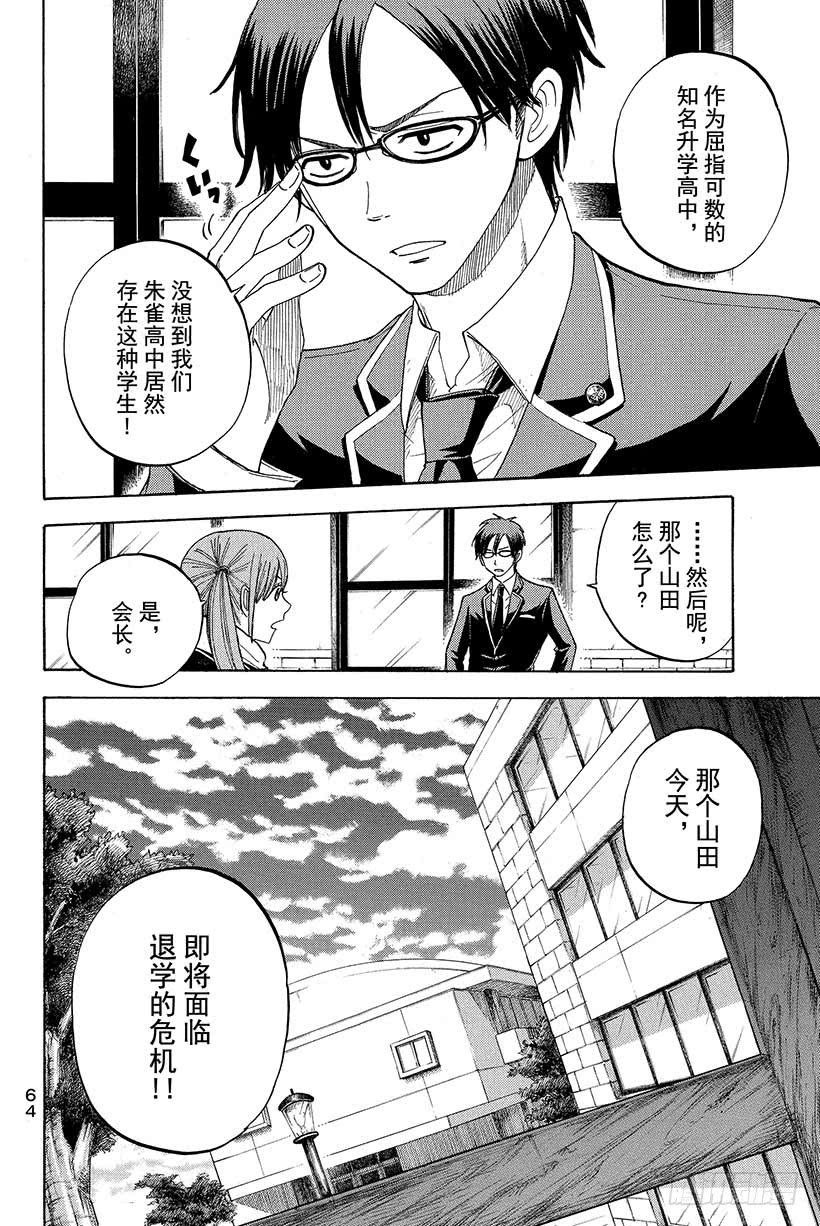 作为屈指可数的
知名升学高中，
没想到我们
朱雀高中居然
存在这种学生！
……然后呢，
那个山田
怎么了？
是，
会长。
那个山田
今天，
即将面临
退学的危机！！
64